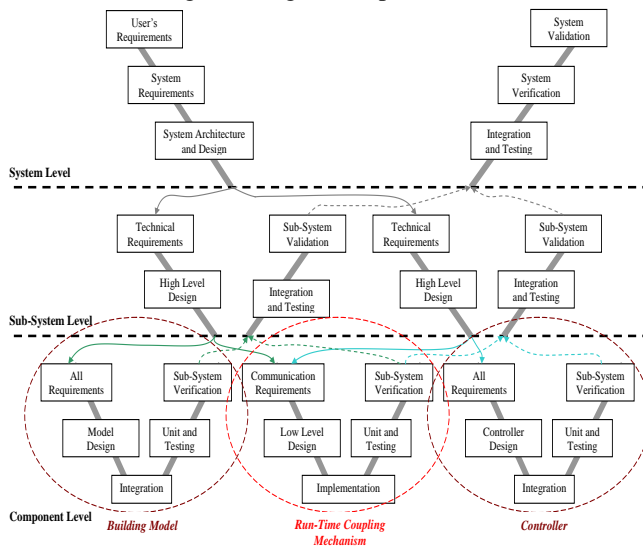 User's
Requirements
System
Validation
System
Requirements
System
Verification
System Architecture
and Design
Integration
and Testing
System Level
Technical
Requirements
Sub-System
Validation
Technical
Requirements
Sub-System
Validation
High Level
Design
Integration
and Testing
High Level
Design
Integration
and Testing
Sub-System Level
All
Requirements
Sub-System
Verification
Communication
Requirements
Sub-System
Verification
All
Requirements
Sub-System
Verification
Model
Design
Unit and
Testing
Low Level
Design
Unit and
Testing
Controller
Design
Unit and
Testing
Integration
Implementation
Integration
Component Level
Building Model
Run-Time Coupling
Mechanism
Controller